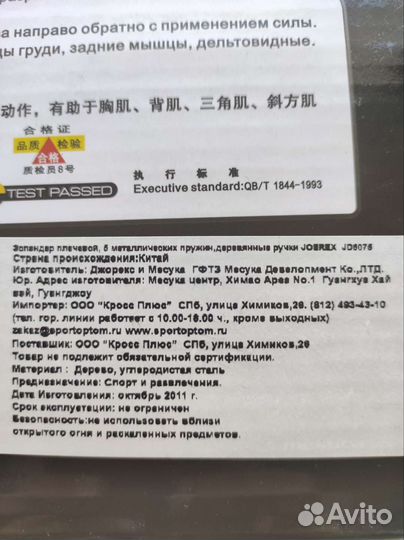 на направо обратно с применением силы.
цы груди, задние мышцы, дельтовидные.
动作，有助于胸肌、背肌、三角肌、斜方肌
合格证
品质 检验
合格
质检员8号
TEST PASSED
执 行 标 准
Executive standard:QB/T 1844-1993
Эспандер плечевой, 5 металлических пружин,деревянные ручки JOEREX JD6075
Страна происхождения:Китай
Изготовитель: Джорекс и Месука ГФТЗ Месука Девелопмент Ко.,ЛТД.
Юр. Адрес изготовителя: Месука центр, ХимаоАреа No.1 Гуангхуа Хай
вей, Гуангджоу
Импортер: ООО "Кросс Плюс" СПб, улица Химиков,28. (812) 493-43-10
(тел. гор. линии работает с 10.00-18.00 ч., кроме выходных)
zakaz@sportoptom.ru www.sportoptom.ru
Поставщик: ООО "Кросс Плюс" СПб, улица Химиков,28
Товар не подлежит обязательной сертификации.
Материал : Дерево, углеродистая сталь
Предназначение: Спорт и развлечения.
Дата Изготовления: октябрь 2011 г.
Срок эксплуатации: не ограничен
Безопасность:не использовать вблизи
открытого огня и раскаленных предметов.
Avito